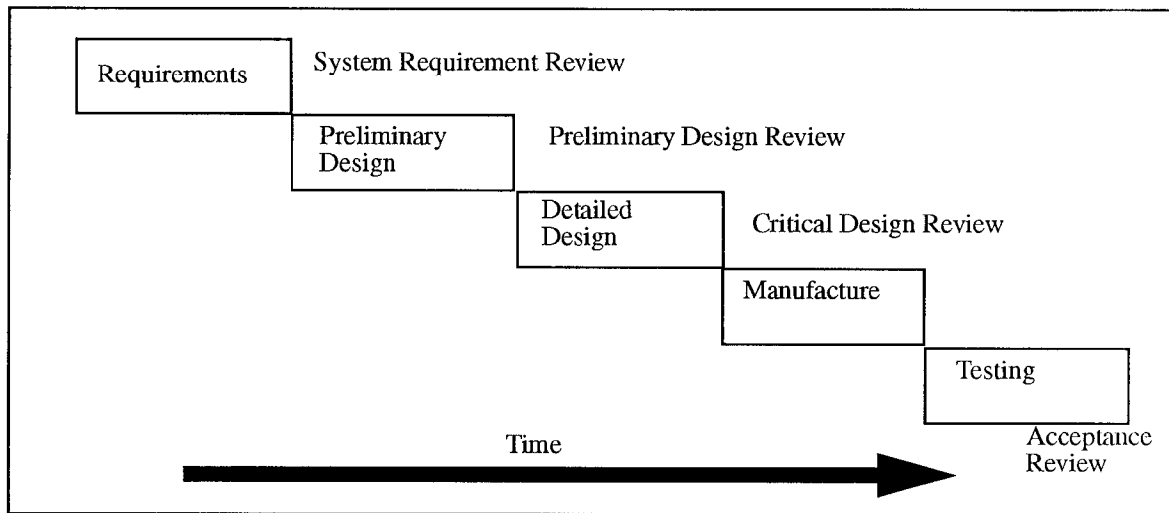 Requirements
System Requirement Review
Preliminary
Design
Preliminary Design Review
Detailed
Design
Critical Design Review
Manufacture
Testing
Acceptance
Review
Time